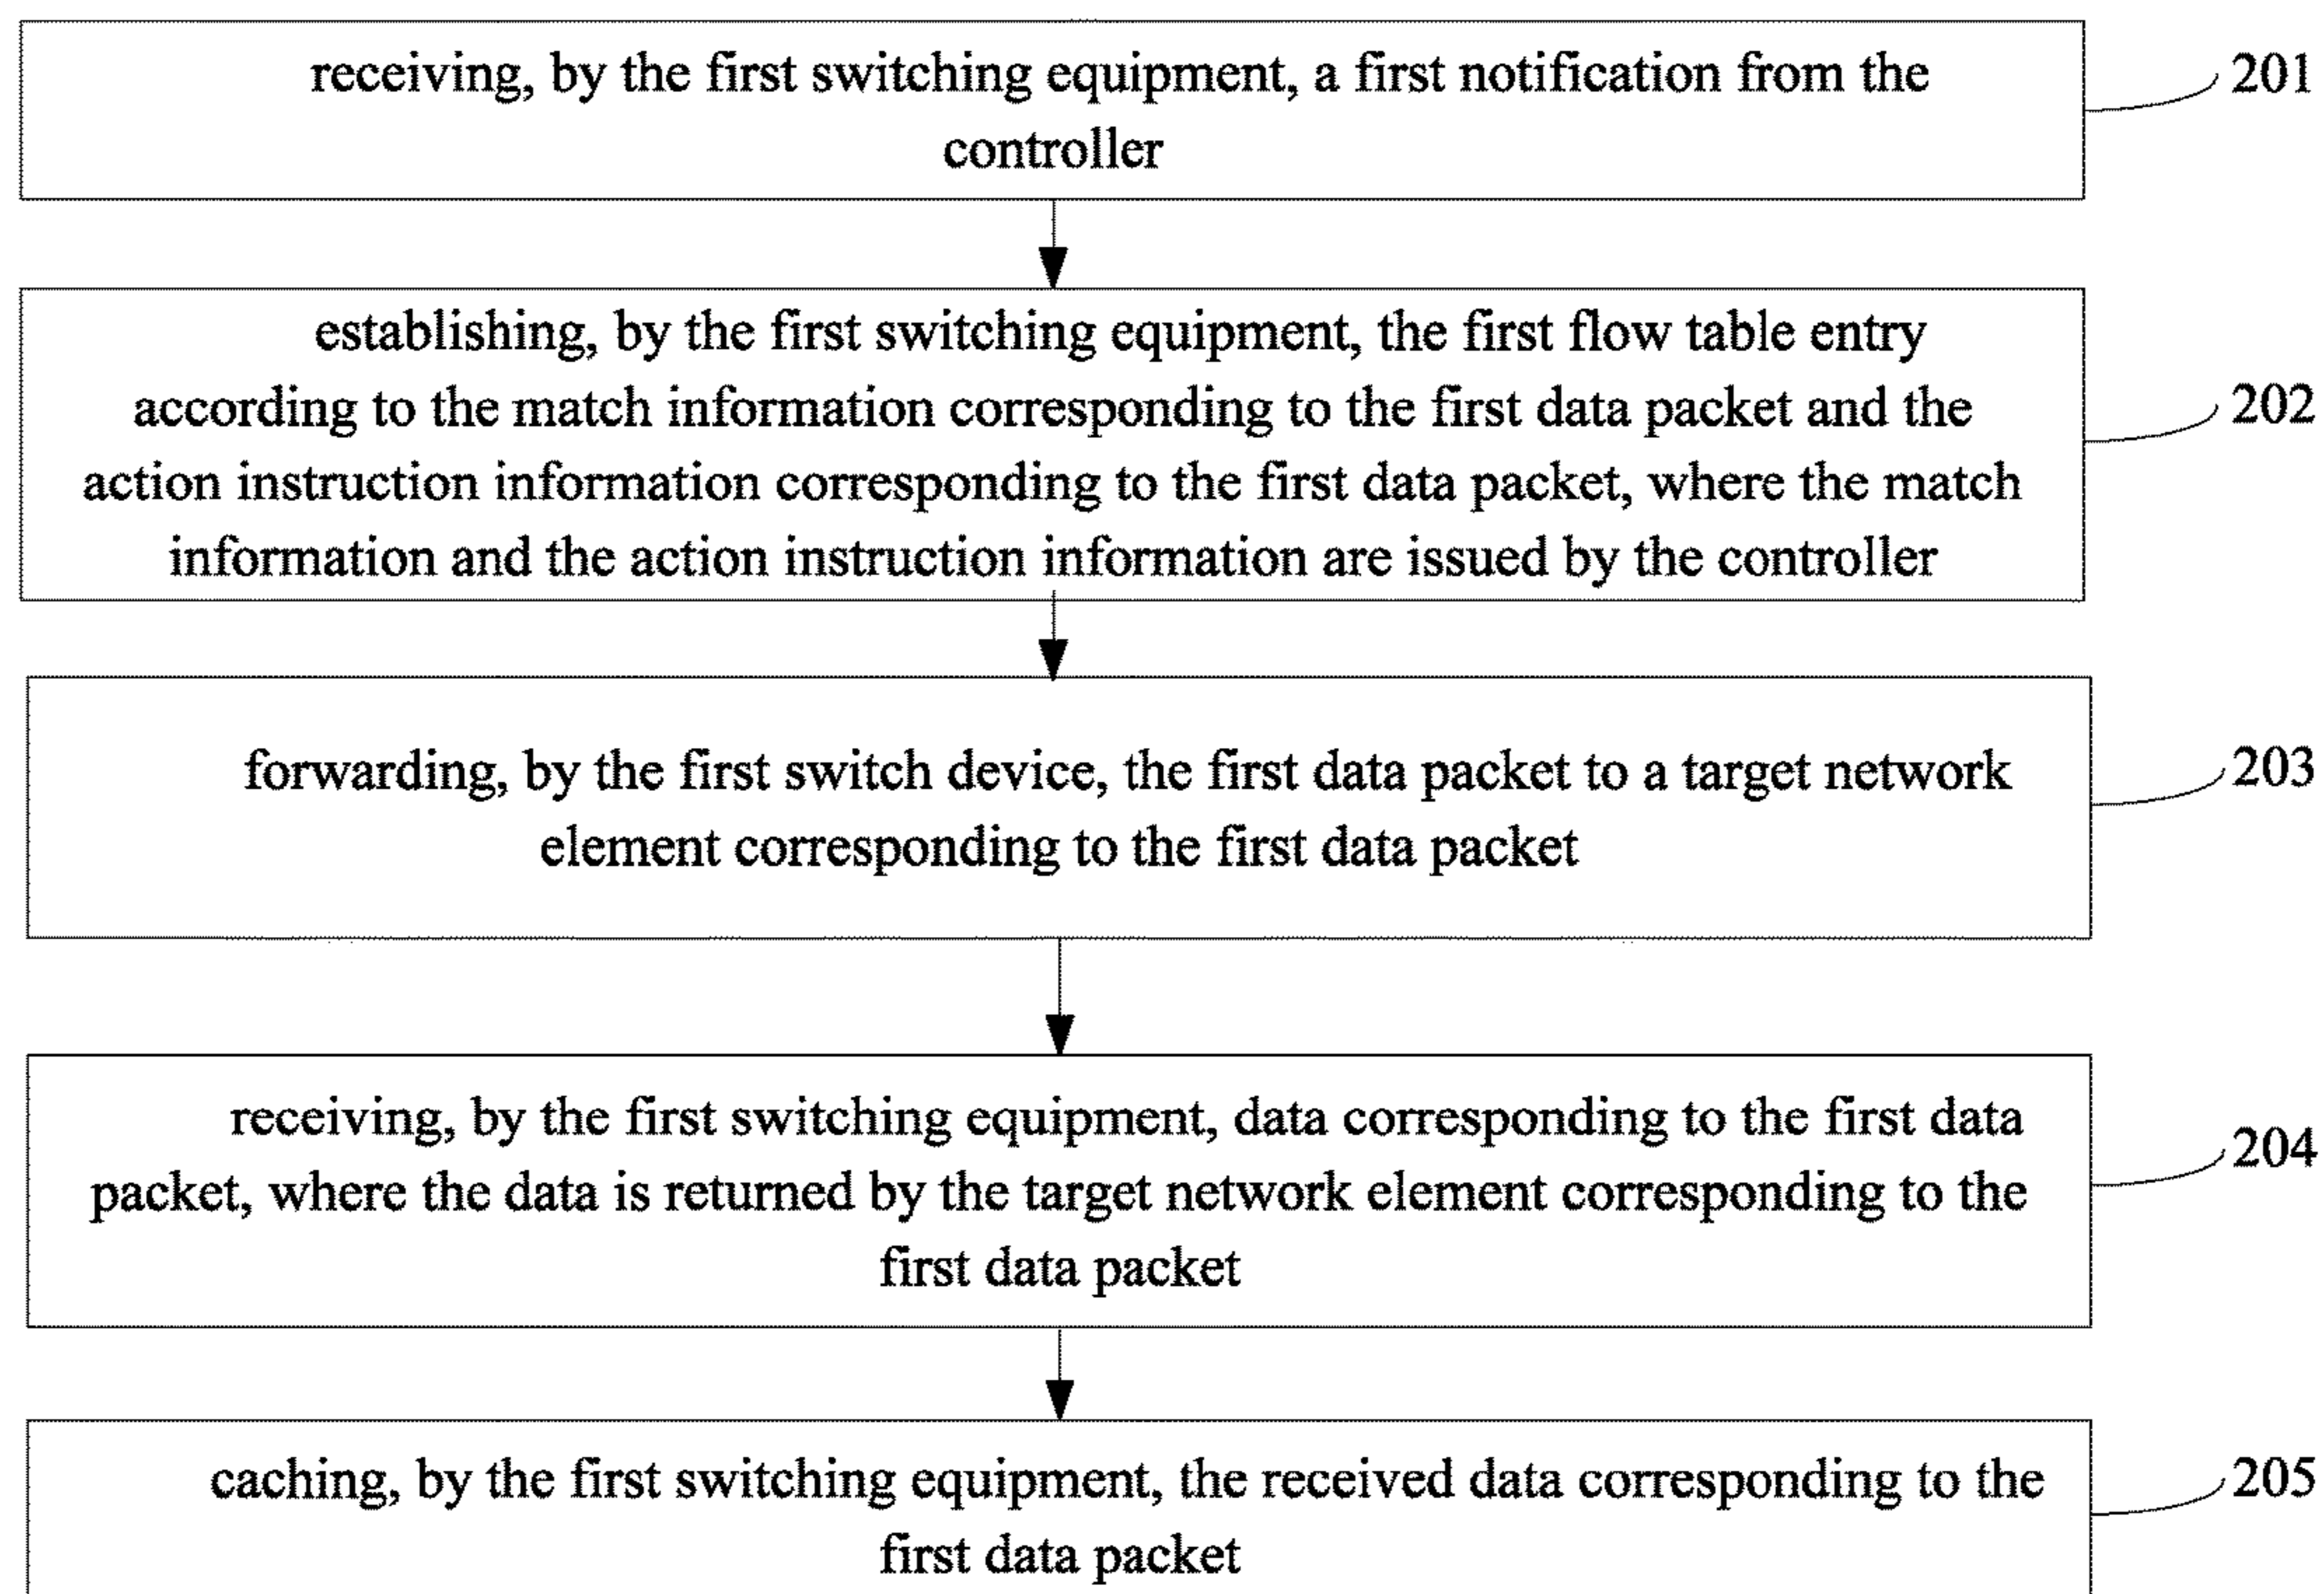 receiving, by the first switching equipment, a first notification from the
controller
201
establishing, by the first switching equipment, the first flow table entry
according to the match information corresponding to the first data packet and the
action instruction information corresponding to the first data packet, where the match
information and the action instruction information are issued by the controller
202
forwarding, by the first switch device, the first data packet to a target network
element corresponding to the first data packet
203
receiving, by the first switching equipment, data corresponding to the first data
packet, where the data is returned by the target network element corresponding to the
first data packet
204
caching, by the first switching equipment, the received data corresponding to the
first data packet
205